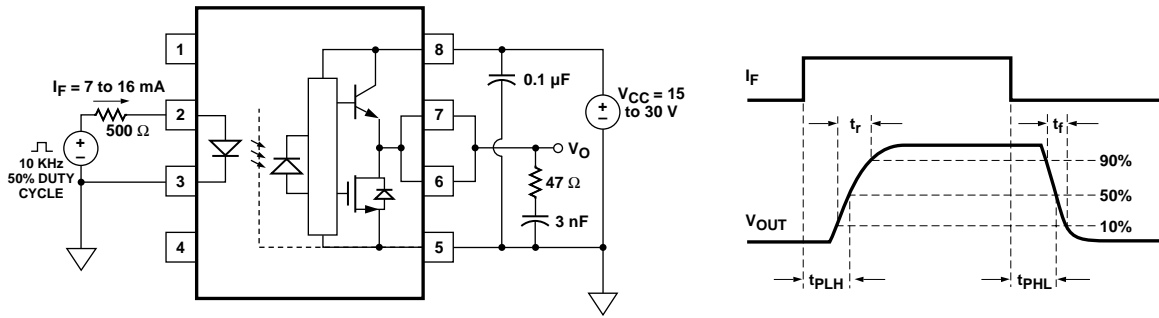 1
8
I_F = 7 to 16 mA
0.1 µF
V_CC = 15
to 30 V
2
7
500 Ω
+
−
10 KHz
50% DUTY
CYCLE
+
−
V_O
3
6
47 Ω
3 nF
4
5
I_F
t_r
t_f
90%
50%
V_OUT
10%
t_PLH
t_PHL